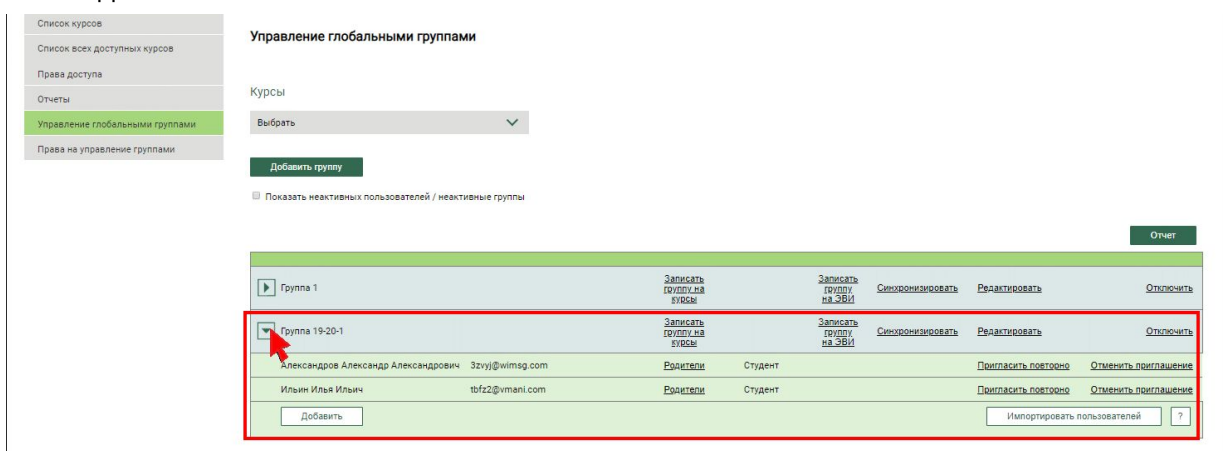 Список курсов
Список всех доступных курсов
Права доступа
Отчеты
Управление глобальными группами
Права на управление группами
Управление глобальными группами
Курсы
Выбрать
Добавить группу
Показать неактивных пользователей / неактивные группы
Отчет
Группа 1
Записать
группу на
курсы
Записать
группу
на ЭВИ
Синхронизировать
Редактировать
Отключить
Группа 19-20-1
Записать
группу на
курсы
Записать
группу
на ЭВИ
Синхронизировать
Редактировать
Отключить
Александров Александр Александрович 3zvyj@wimsg.com Родители Студент Пригласить повторно Отменить приглашение
Ильин Илья Ильич tbfz2@vmani.com Родители Студент Пригласить повторно Отменить приглашение
Добавить Импортировать пользователей ?